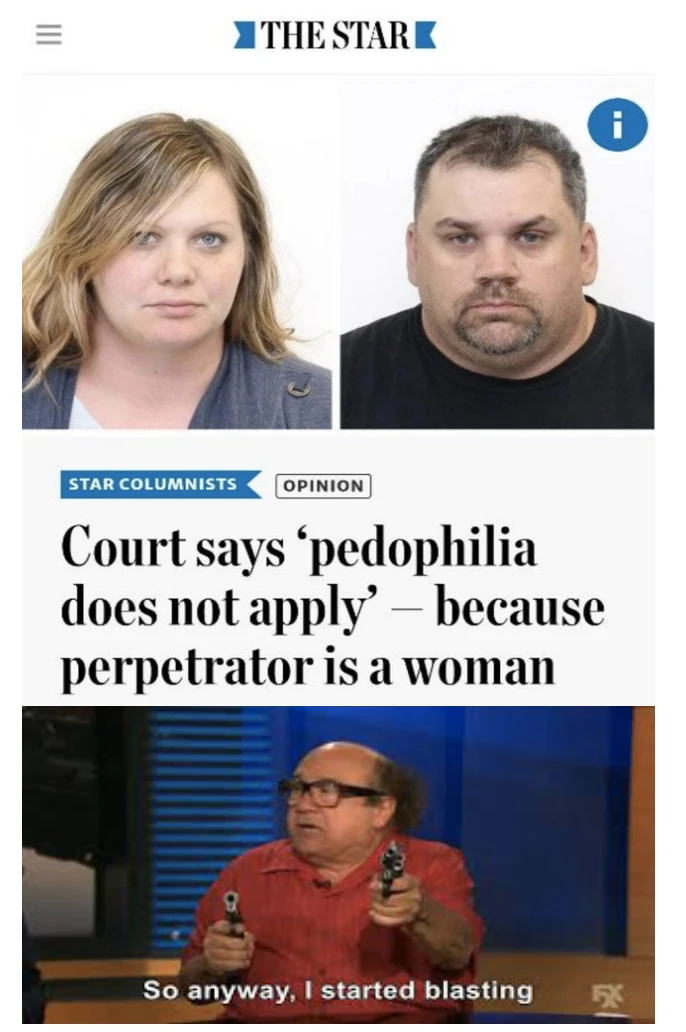 THE STAR
i
STAR COLUMNISTS OPINION
Court says ‘pedophilia
does not apply’ — because
perpetrator is a woman
So anyway, I started blasting
FXX